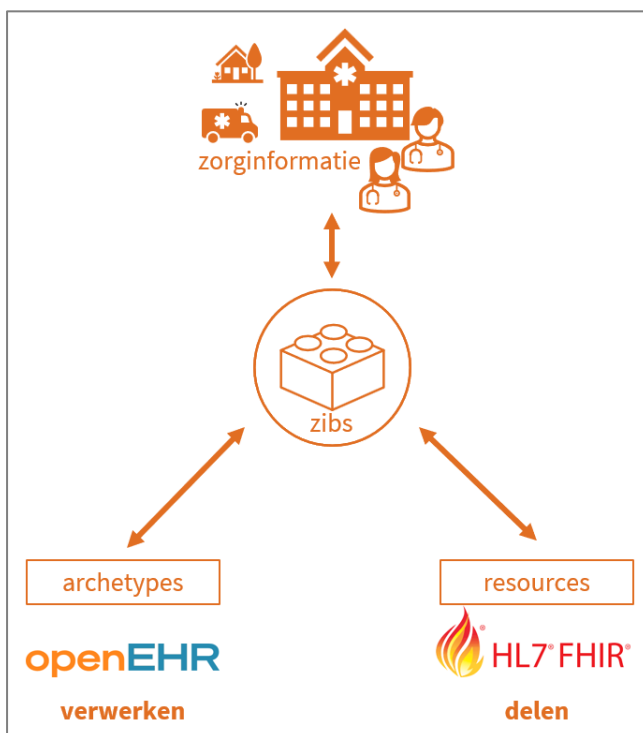 zorginformatie
zibs
archetypes
resources
openEHR
HL7® FHIR®
verwerken
delen